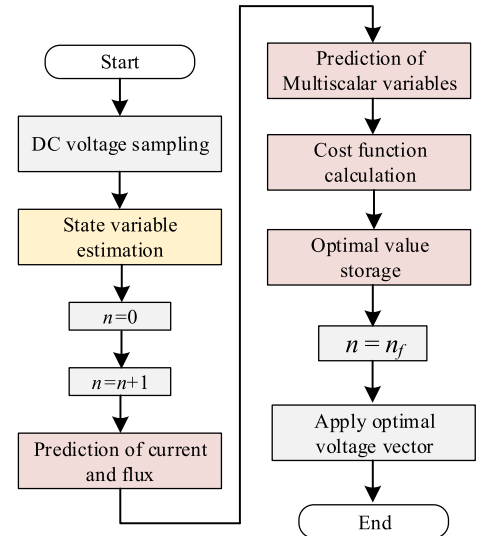 Start
DC voltage sampling
State variable
estimation
n=0
n=n+1
Prediction of current
and flux
Prediction of
Multiscalar variables
Cost function
calculation
Optimal value
storage
n = n_f
Apply optimal
voltage vector
End